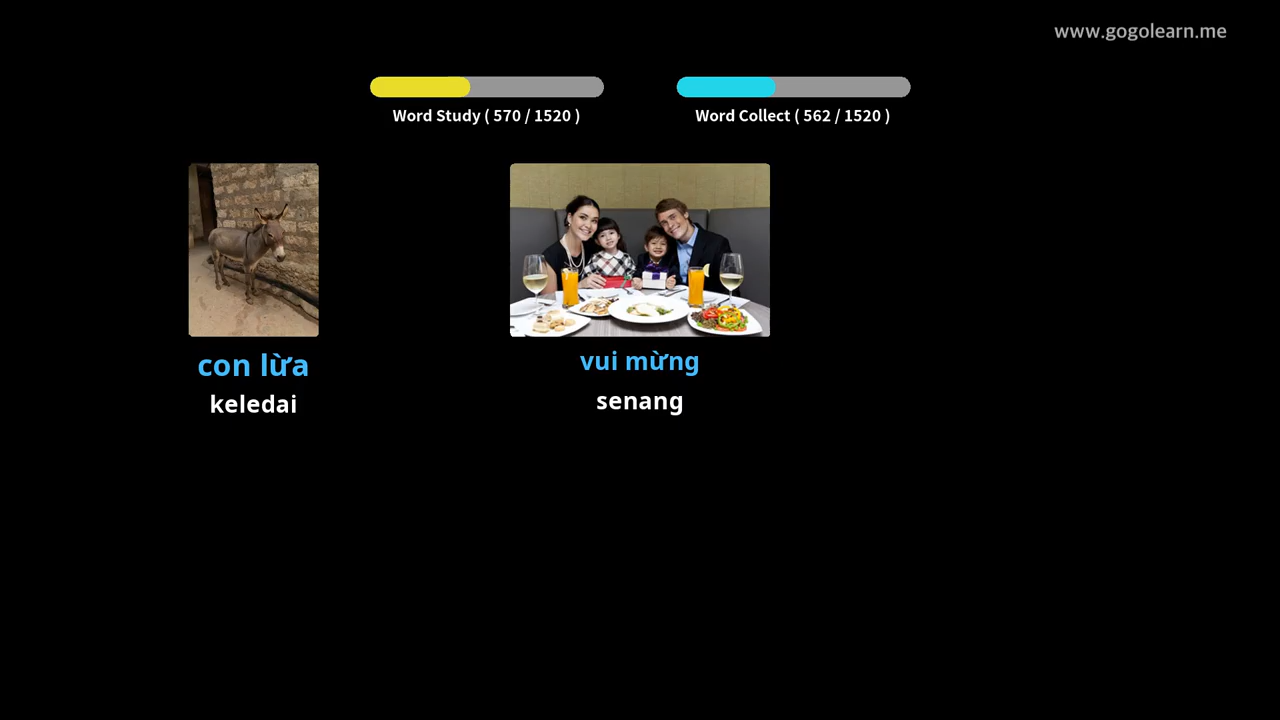 www.gogolearn.me
Word Study ( 570 / 1520 )
Word Collect ( 562 / 1520 )
con lừa
keledai
vui mừng
senang